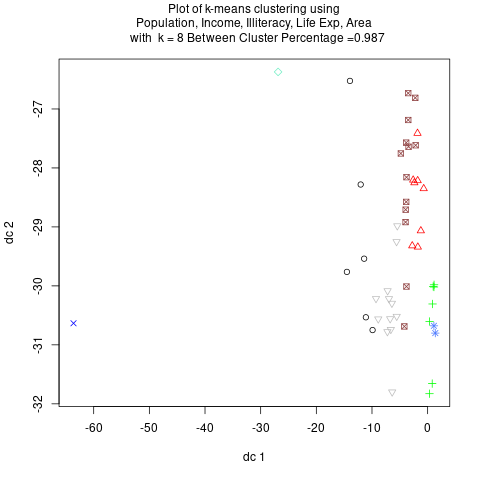 Plot of k-means clustering using
Population, Income, Illiteracy, Life Exp, Area
with  k = 8 Between Cluster Percentage =0.987
-27
-28
-29
-30
-31
-32
dc 2
-60
-50
-40
-30
-20
-10
0
dc 1